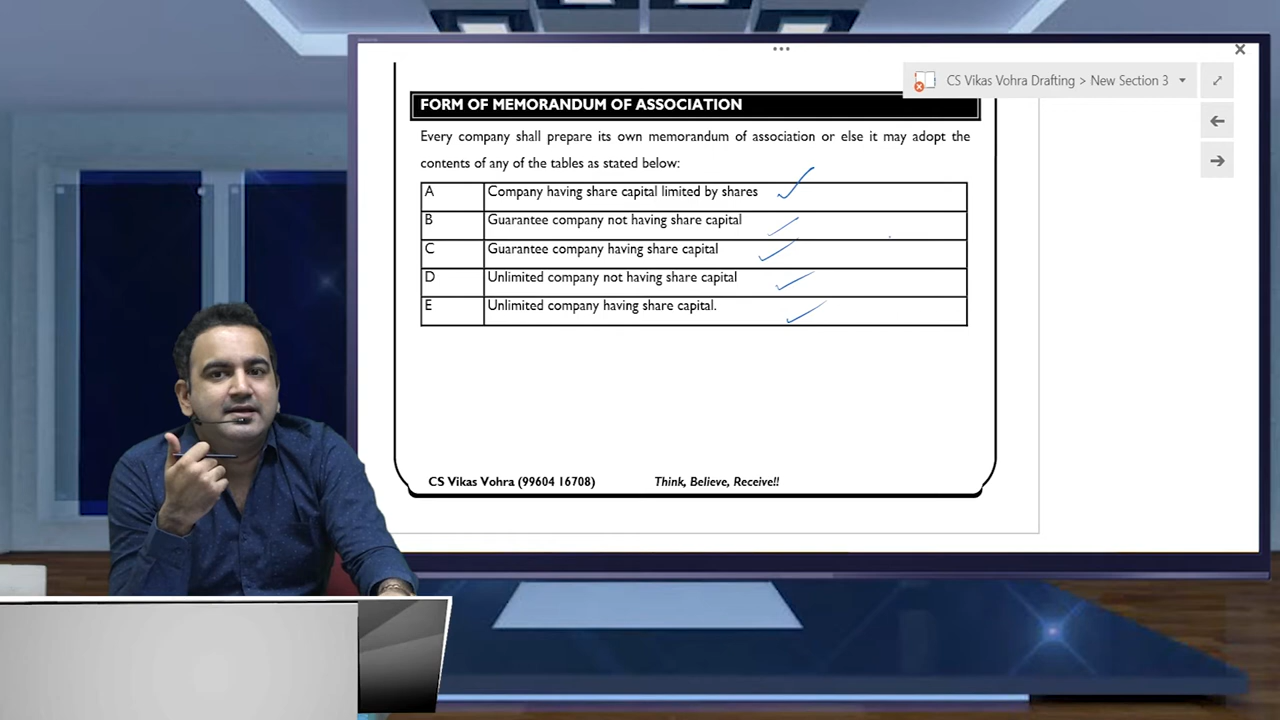 CS Vikas Vohra Drafting > New Section 3
FORM OF MEMORANDUM OF ASSOCIATION
Every company shall prepare its own memorandum of association or else it may adopt the
contents of any of the tables as stated below:
A Company having share capital limited by shares
B Guarantee company not having share capital
C Guarantee company having share capital
D Unlimited company not having share capital
E Unlimited company having share capital.
CS Vikas Vohra (99604 16708) Think, Believe, Receive!!